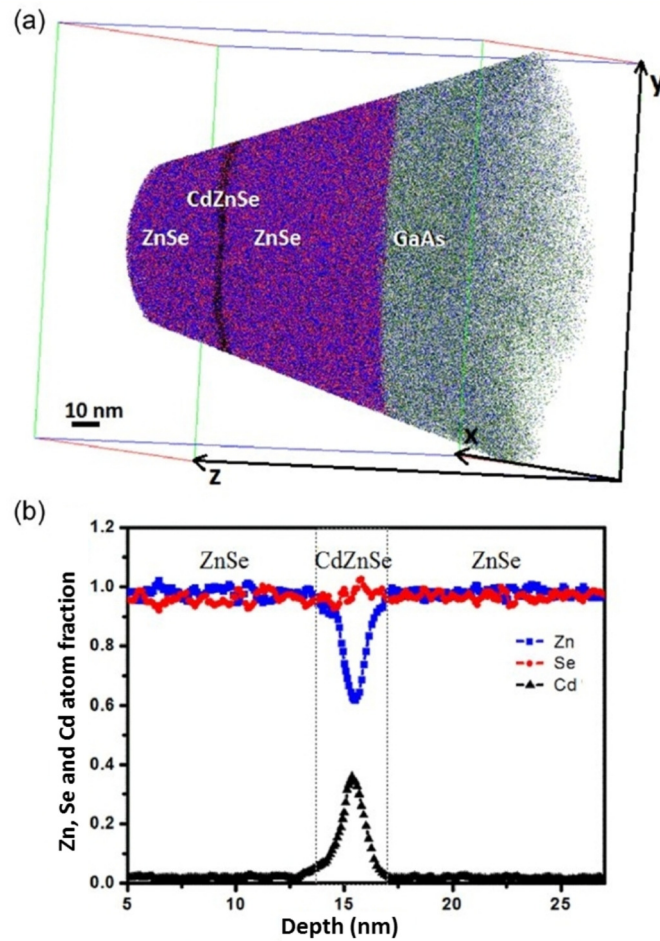 (a)
y
CdZnSe
ZnSe
ZnSe
GaAs
10 nm
x
z
(b)
Zn, Se and Cd atom fraction
1.2
1.0
0.8
0.6
0.4
0.2
0.0
ZnSe
CdZnSe
ZnSe
Zn
Se
Cd
5
10
15
20
25
Depth (nm)